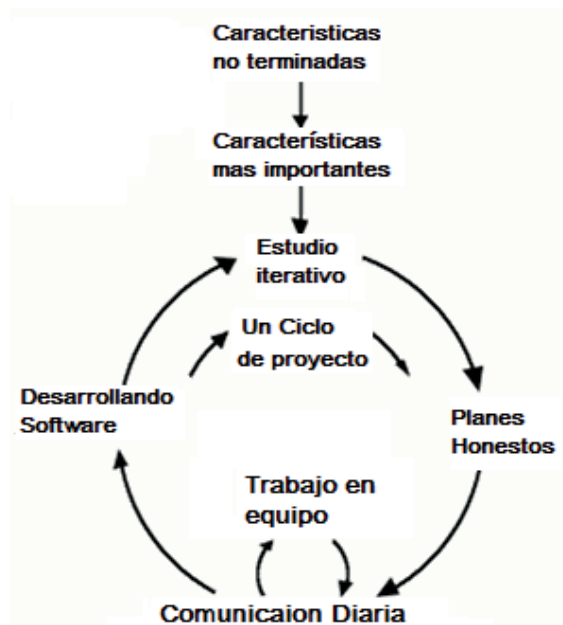 Caracteristicas
no terminadas
Características
mas importantes
Estudio
iterativo
Un Ciclo
de proyecto
Desarrollando
Software
Planes
Honestos
Trabajo en
equipo
Comunicaion Diaria